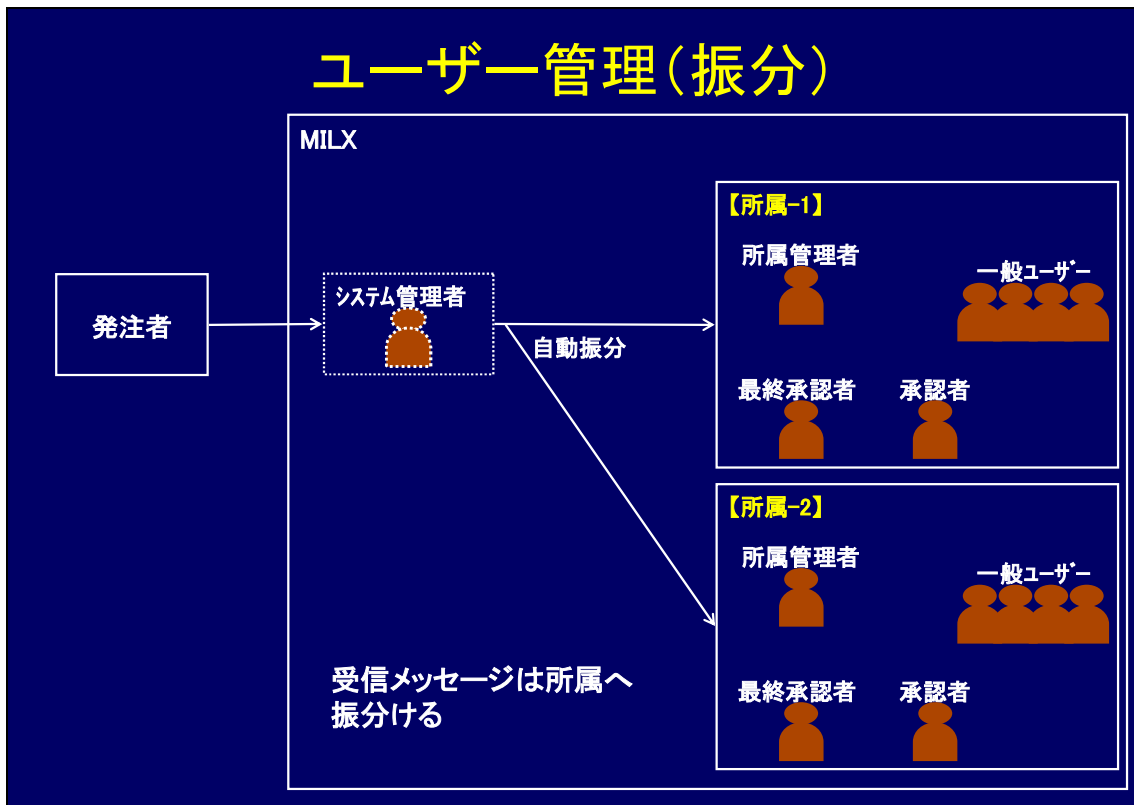 ユーザー管理(振分)
MILX
【所属-1】
所属管理者
一般ﾕｰｻﾞｰ
ｼｽﾃﾑ管理者
発注者
自動振分
最終承認者
承認者
【所属-2】
所属管理者
一般ﾕｰｻﾞｰ
受信メッセージは所属へ
振分ける
最終承認者
承認者